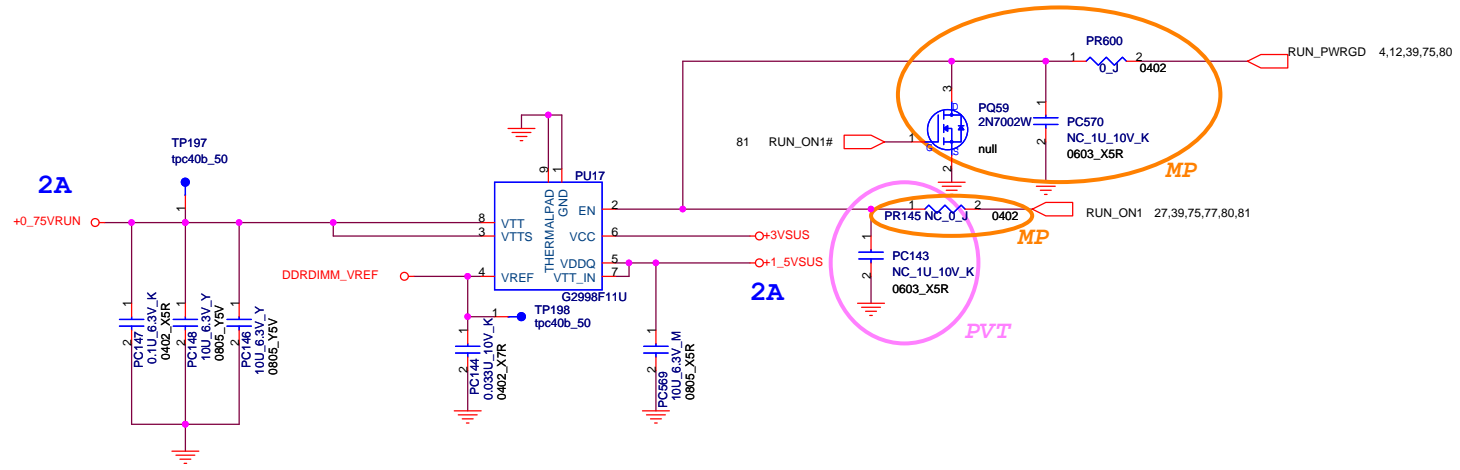 PR600
1
2
0_J
0402
RUN_PWRGD 4,12,39,75,80
3
D
PQ59
2N7002W
null
1
G
S
2
81 RUN_ON1#
1
2
PC570
NC_1U_10V_K
0603_X5R
MP
TP197
tpc40b_50
2A
+0_75VRUN
1
9
1
PU17
THERMALPAD
GND
8 VTT
3 VTTS
4 VREF
EN 2
VCC 6
VDDQ 5
VTT_IN 7
G2998F11U
PR145 NC_0_J
1
2
0402
RUN_ON1 27,39,75,77,80,81
MP
1
2
PC143
NC_1U_10V_K
0603_X5R
PVT
+3VSUS
+1_5VSUS
2A
DDRDIMM_VREF
1
TP198
tpc40b_50
1
2
PC147
0.1U_6.3V_K
0402_X5R
1
2
PC148
10U_6.3V_Y
0805_Y5V
1
2
PC146
10U_6.3V_Y
0805_Y5V
1
2
PC144
0.033U_10V_K
0402_X7R
1
2
PC569
10U_6.3V_M
0805_X5R